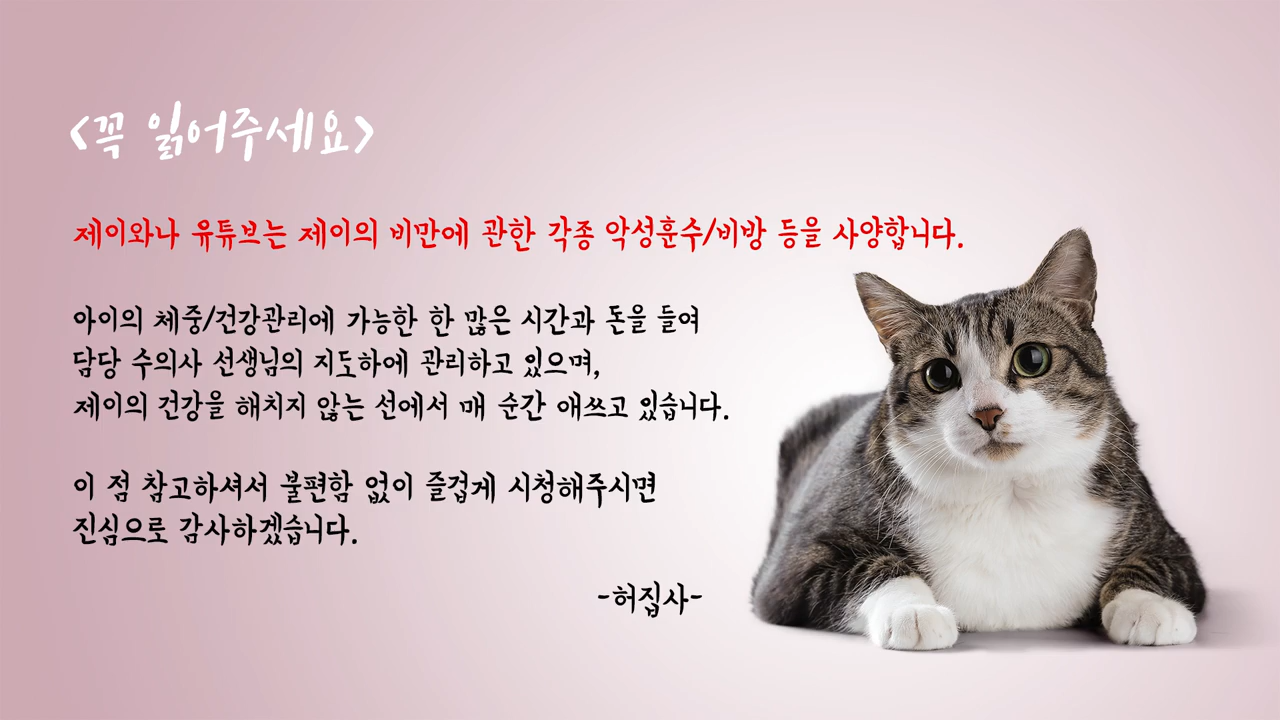 <꼭 읽어주세요>
제이와나 유튜브는 제이의 비만에 관한 각종 악성훈수/비방 등을 사양합니다.
아이의 체중/건강관리에 가능한 한 많은 시간과 돈을 들여
담당 수의사 선생님의 지도하에 관리하고 있으며,
제이의 건강을 해치지 않는 선에서 매 순간 애쓰고 있습니다.
이 점 참고하셔서 불편함 없이 즐겁게 시청해주시면
진심으로 감사하겠습니다.
-허집사-